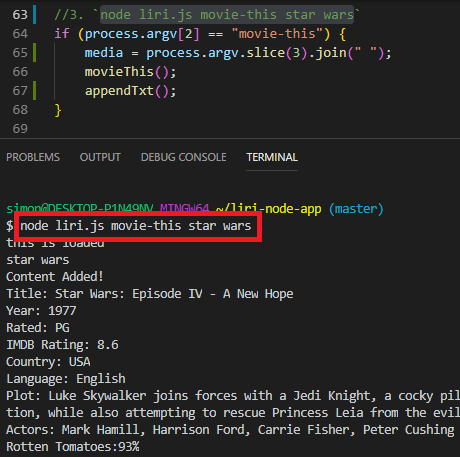 63 //3. `node liri.js movie-this star wars`
64 if (process.argv[2] == "movie-this") {
65 media = process.argv.slice(3).join(" ");
66 movieThis();
67 appendTxt();
68 }
69
PROBLEMS OUTPUT DEBUG CONSOLE TERMINAL
simon@DESKTOP-P1N49NV MINGW64 ~/liri-node-app (master)
$ node liri.js movie-this star wars
this is loaded
star wars
Content Added!
Title: Star Wars: Episode IV - A New Hope
Year: 1977
Rated: PG
IMDB Rating: 8.6
Country: USA
Language: English
Plot: Luke Skywalker joins forces with a Jedi Knight, a cocky pil
tion, while also attempting to rescue Princess Leia from the evil
Actors: Mark Hamill, Harrison Ford, Carrie Fisher, Peter Cushing
Rotten Tomatoes:93%